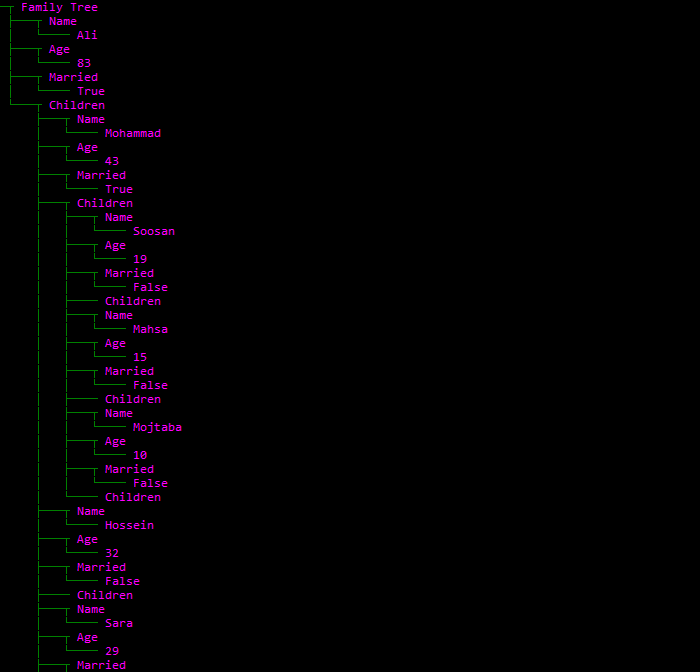 Family Tree
Name
Ali
Age
83
Married
True
Children
Name
Mohammad
Age
43
Married
True
Children
Name
Soosan
Age
19
Married
False
Children
Name
Mahsa
Age
15
Married
False
Children
Name
Mojtaba
Age
10
Married
False
Children
Name
Hossein
Age
32
Married
False
Children
Name
Sara
Age
29
Married